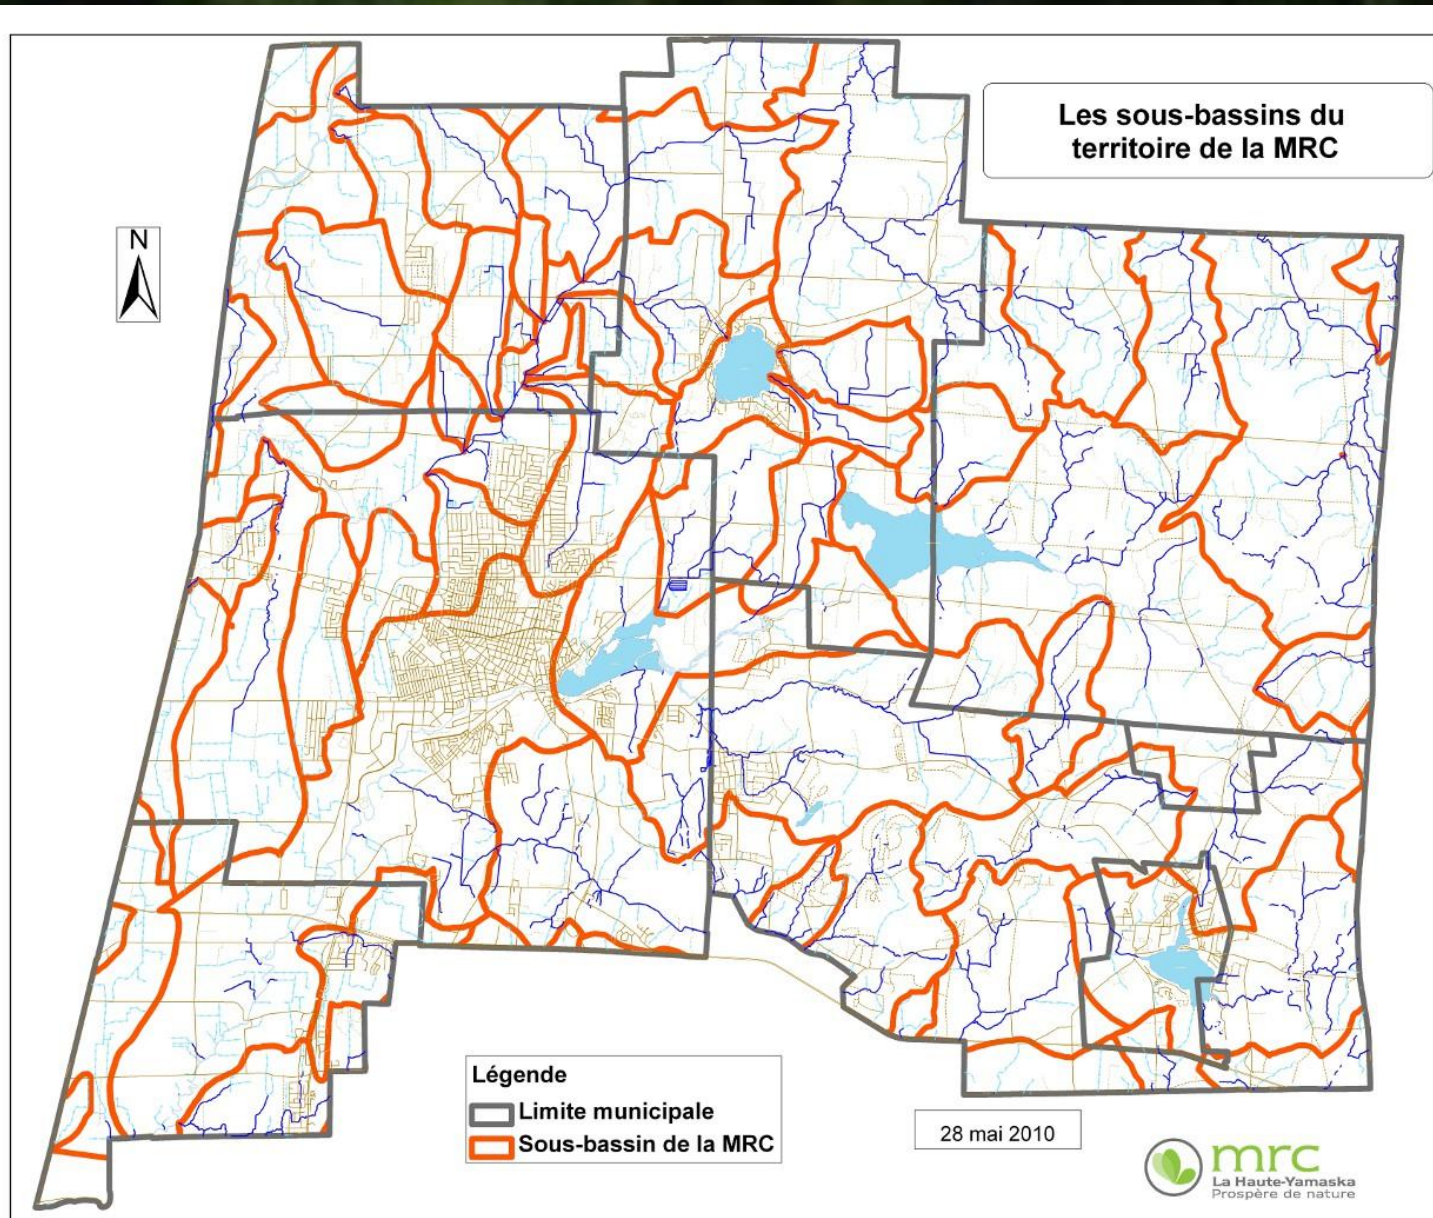 Les sous-bassins du
territoire de la MRC
N
Légende
Limite municipale
Sous-bassin de la MRC
28 mai 2010
mrc
La Haute-Yamaska
Prospère de nature